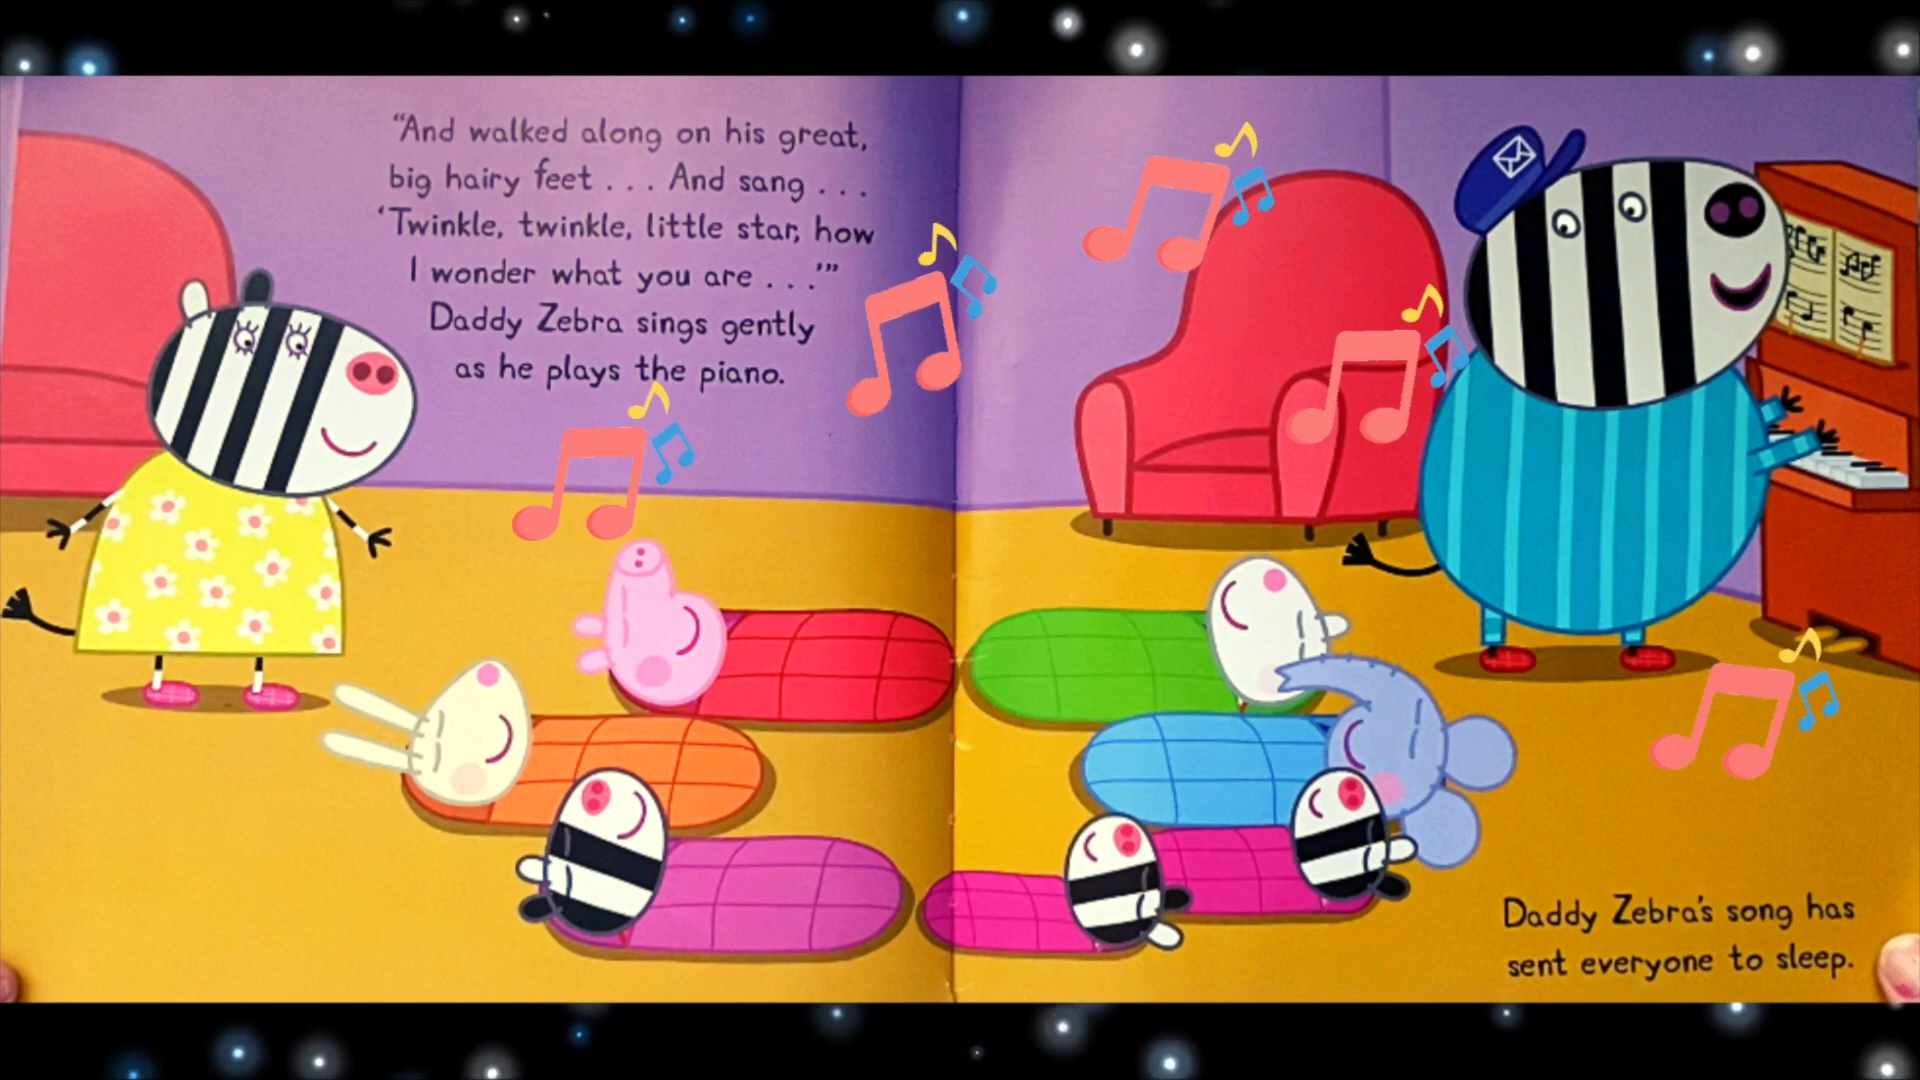 “And walked along on his great,
big hairy feet . . . And sang . . .
‘Twinkle, twinkle, little star, how
I wonder what you are . . .’”
Daddy Zebra sings gently
as he plays the piano.
Daddy Zebra's song has
sent everyone to sleep.